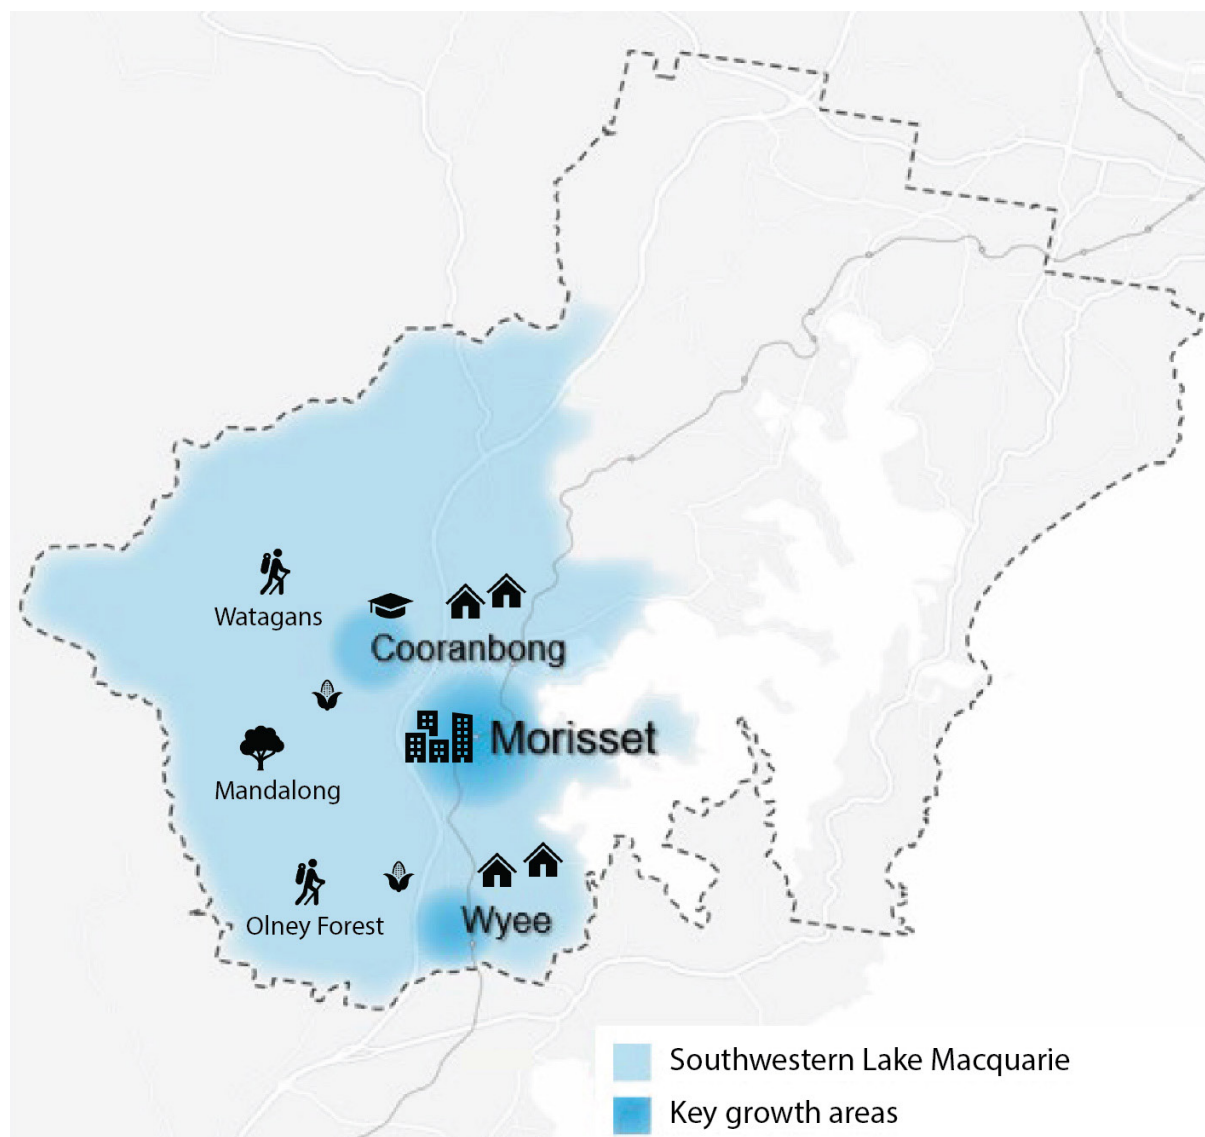 Watagans
Cooranbong
Morisset
Mandalong
Wyee
Olney Forest
Southwestern Lake Macquarie
Key growth areas